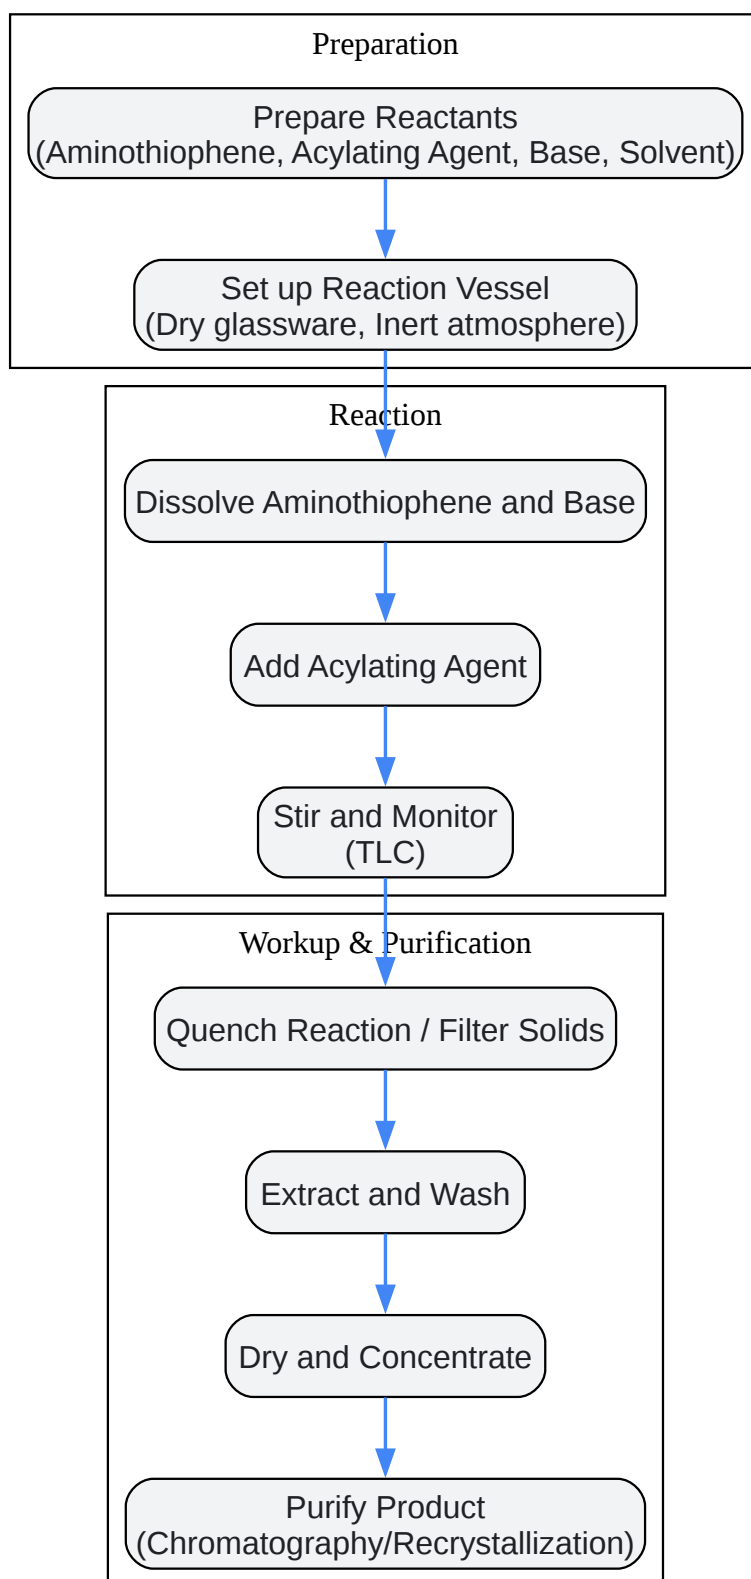 Preparation
Prepare Reactants
(Aminothiophene, Acylating Agent, Base, Solvent)
Set up Reaction Vessel
(Dry glassware, Inert atmosphere)
Reaction
Dissolve Aminothiophene and Base
Add Acylating Agent
Stir and Monitor
(TLC)
Workup & Purification
Quench Reaction / Filter Solids
Extract and Wash
Dry and Concentrate
Purify Product
(Chromatography/Recrystallization)